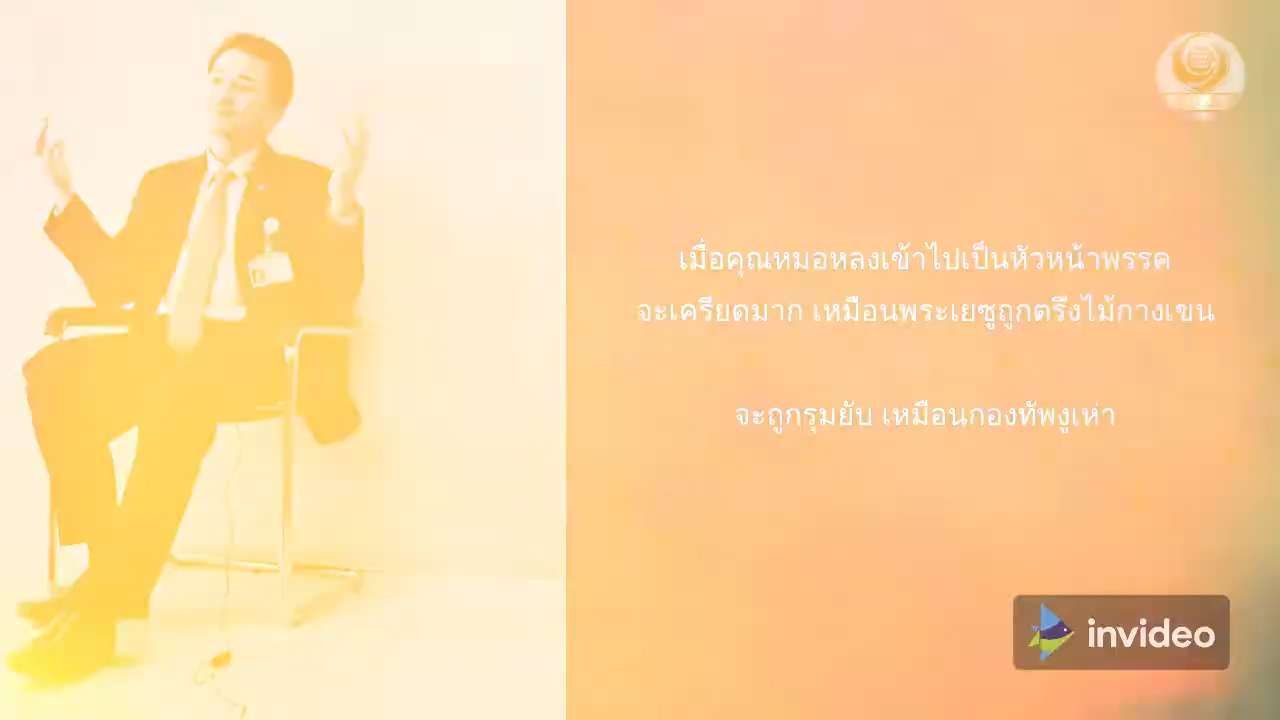 เมื่อคุณหมอหลงเข้าไปเป็นหัวหน้าพรรค
จะเครียดมาก เหมือนพระเยซูถูกตรึงไม้กางเขน
จะถูกรุมยับ เหมือนกองทัพงูเห่า
invideo